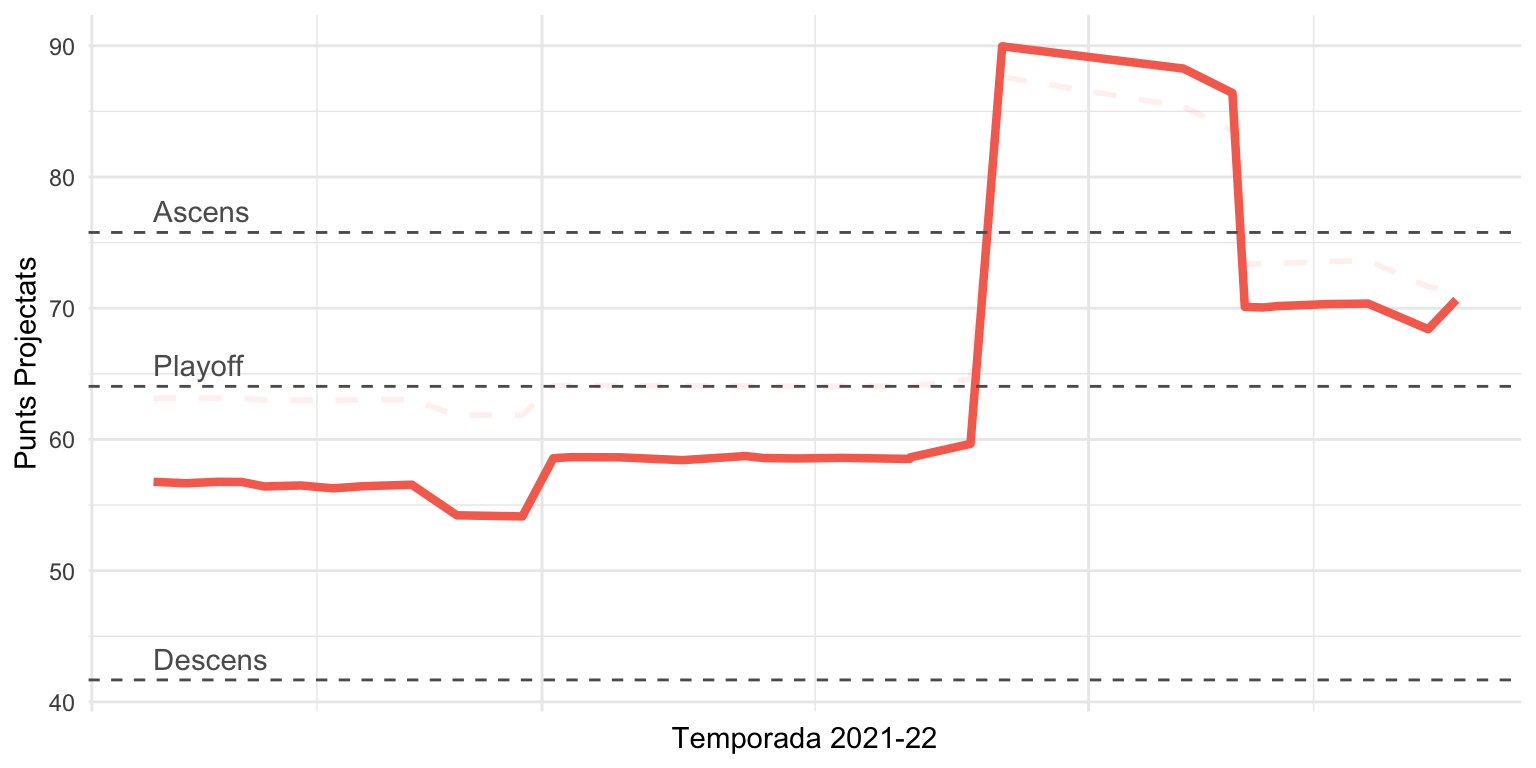 90
80
70
60
50
40
Punts Projectats
Ascens
Playoff
Descens
Temporada 2021-22